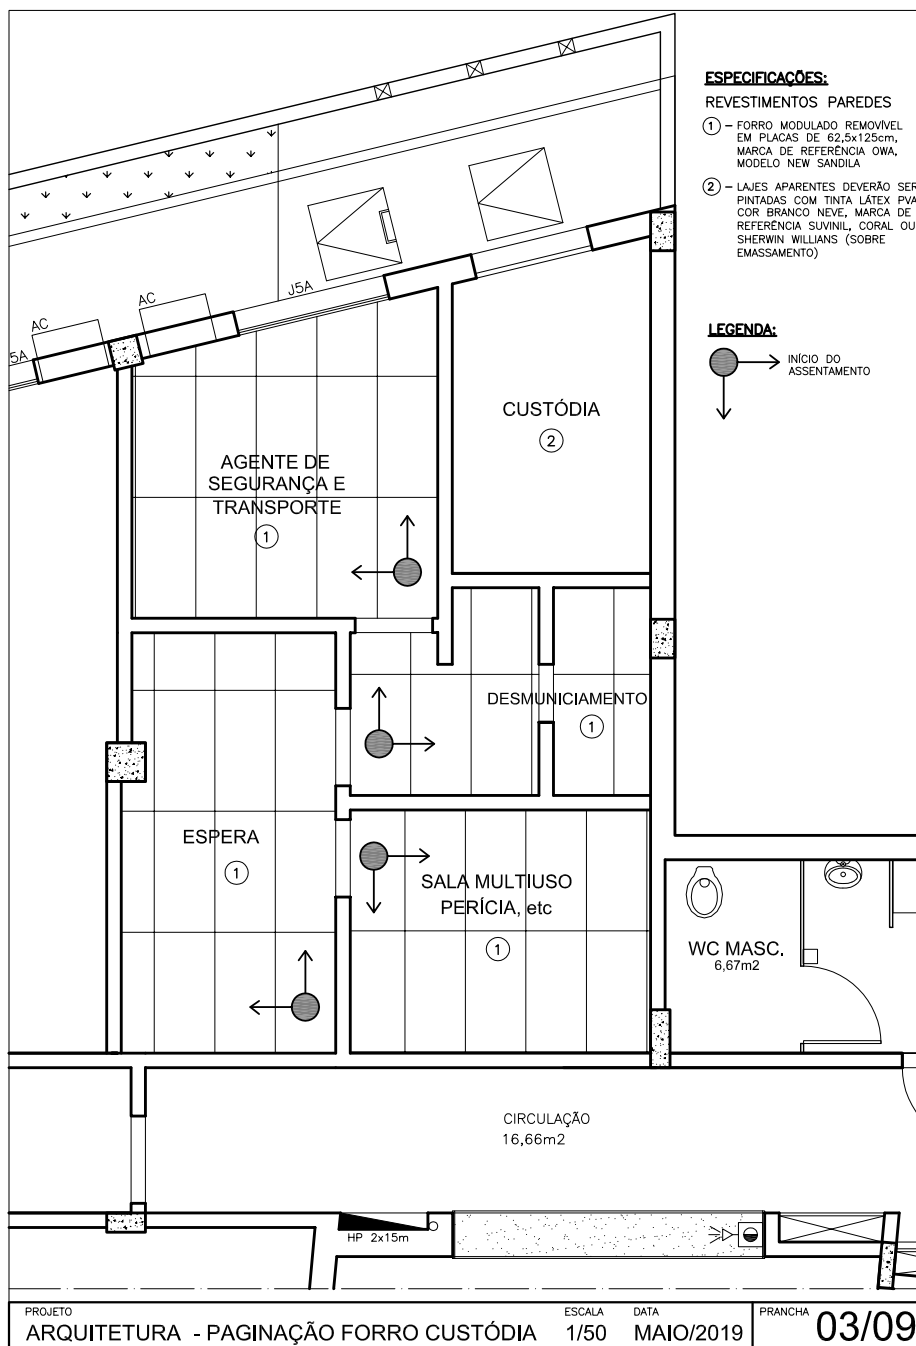 ESPECIFICAÇÕES:
REVESTIMENTOS PAREDES
1 - FORRO MODULADO REMOVÍVEL
EM PLACAS DE 62,5x125cm,
MARCA DE REFERÊNCIA OWA,
MODELO NEW SANDILA
2 - LAJES APARENTES DEVERÃO SER
PINTADAS COM TINTA LÁTEX PVA
COR BRANCO NEVE, MARCA DE
REFERÊNCIA SUVINIL, CORAL OU
SHERWIN WILLIANS (SOBRE
EMASSAMENTO)
LEGENDA:
INÍCIO DO
ASSENTAMENTO
J5A
AC
AC
5A
CUSTÓDIA
2
AGENTE DE
SEGURANÇA E
TRANSPORTE
1
DESMUNICIAMENTO
1
ESPERA
1
SALA MULTIUSO
PERÍCIA, etc
1
WC MASC.
6,67m2
CIRCULAÇÃO
16,66m2
HP 2x15m
PROJETO
ARQUITETURA - PAGINAÇÃO FORRO CUSTÓDIA
ESCALA
1/50
DATA
MAIO/2019
PRANCHA
03/09